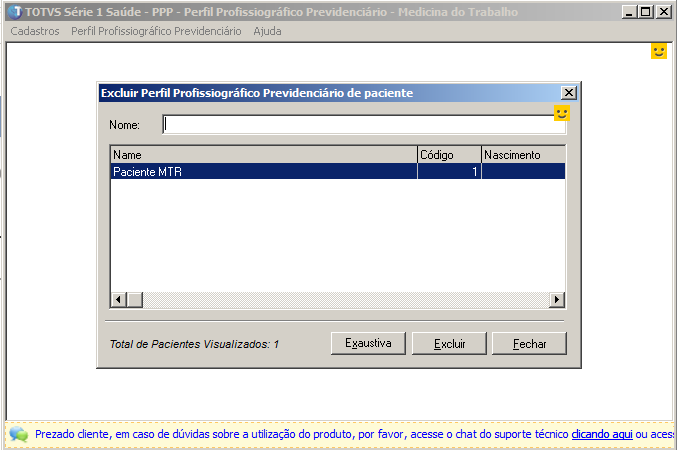 TOTVS Série 1 Saúde - PPP - Perfil Profissiográfico Previdenciário - Medicina do Trabalho
Cadastros Perfil Profissiográfico Previdenciário Ajuda
Excluir Perfil Profissiográfico Previdenciário de paciente
Nome:
Name Código Nascimento
Paciente MTR 1
Total de Pacientes Visualizados: 1 Exaustiva Excluir Fechar
Prezado cliente, em caso de dúvidas sobre a utilização do produto, por favor, acesse o chat do suporte técnico clicando aqui ou aces